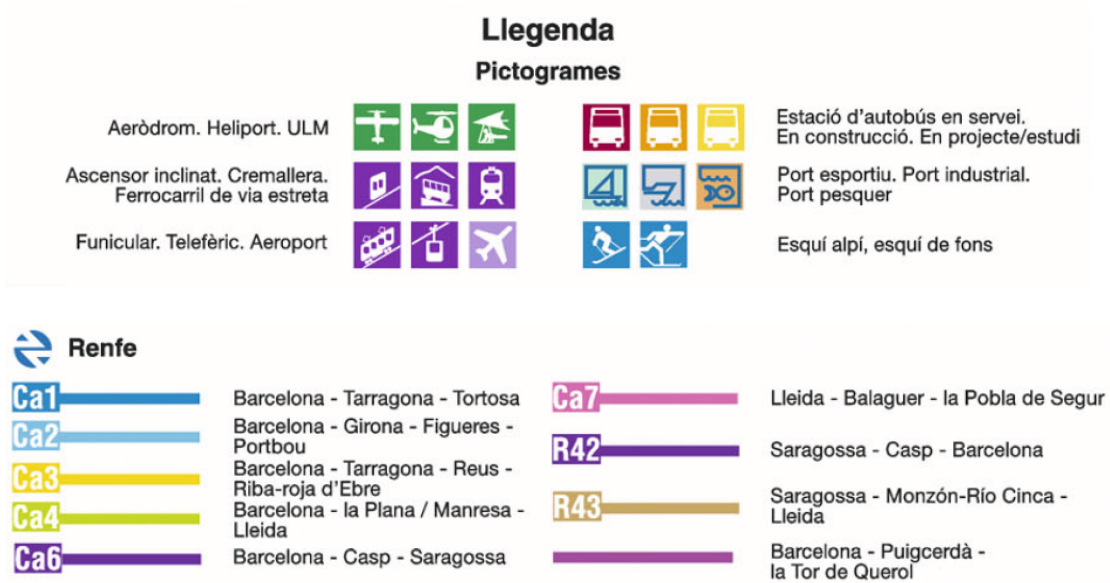 Llegenda
Pictogrames
Aeròdrom. Heliport. ULM
Ascensor inclinat. Cremallera.
Ferrocarril de via estreta
Funicular. Telefèric. Aeroport
Estació d'autobús en servei.
En construcció. En projecte/estudi
Port esportiu. Port industrial.
Port pesquer
Esquí alpí, esquí de fons
Renfe
Ca1 Barcelona - Tarragona - Tortosa
Ca2 Barcelona - Girona - Figueres -
Portbou
Ca3 Barcelona - Tarragona - Reus -
Riba-roja d'Ebre
Ca4 Barcelona - la Plana / Manresa -
Lleida
Ca6 Barcelona - Casp - Saragossa
Ca7 Lleida - Balaguer - la Pobla de Segur
R42 Saragossa - Casp - Barcelona
R43 Saragossa - Monzón-Río Cinca -
Lleida
Barcelona - Puigcerdà -
la Tor de Querol